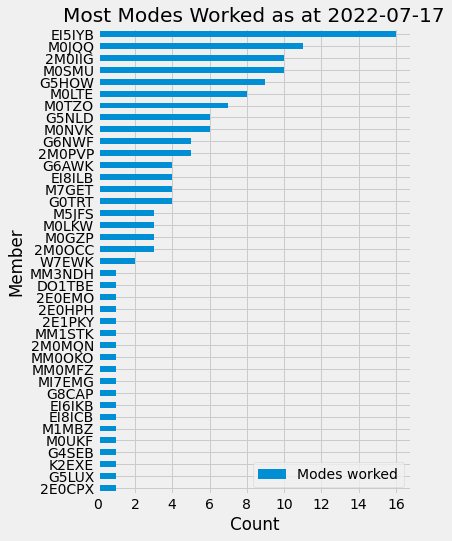 Most Modes Worked as at 2022-07-17
EI5IYB
M0JQQ
2M0IIG
M0SMU
G5HOW
M0LTE
M0TZO
G5NLD
M0NVK
G6NWF
2M0PVP
G6AWK
EI8ILB
M7GET
G0TRT
M5JFS
M0LKW
M0GZP
2M0OCC
W7EWK
MM3NDH
DO1TBE
2E0EMO
2E0HPH
2E1PKY
MM1STK
2M0MQN
MM0OKO
MM0MFZ
MI7EMG
G8CAP
EI6IKB
EI8ICB
M1MBZ
M0UKF
G4SEB
K2EXE
G5LUX
2E0CPX
Member
Modes worked
0 2 4 6 8 10 12 14 16
Count